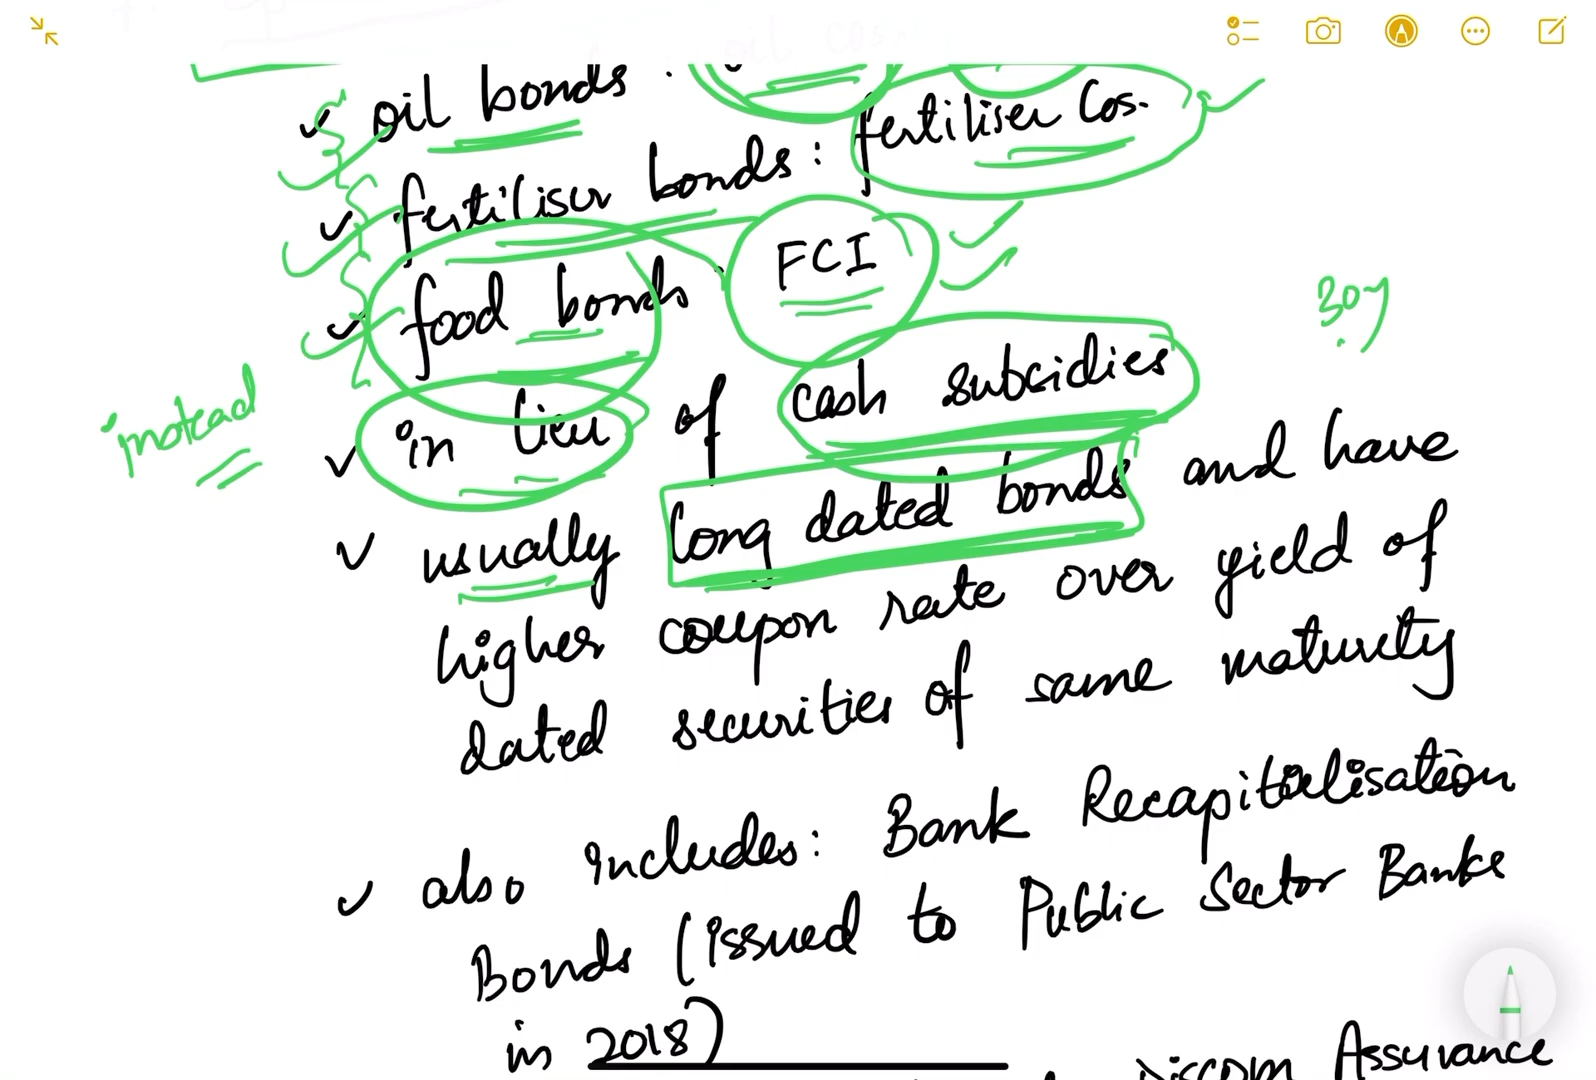 oil bonds :
fertiliser bonds : fertiliser Cos.
food bonds : FCI
30y
instead
in lieu of cash subsidies
usually long dated bonds and have
higher coupon rate over yield of
dated securities of same maturity
also includes: Bank Recapitalisation
Bonds (issued to Public Sector Banks
in 2018)
Discom Assurance